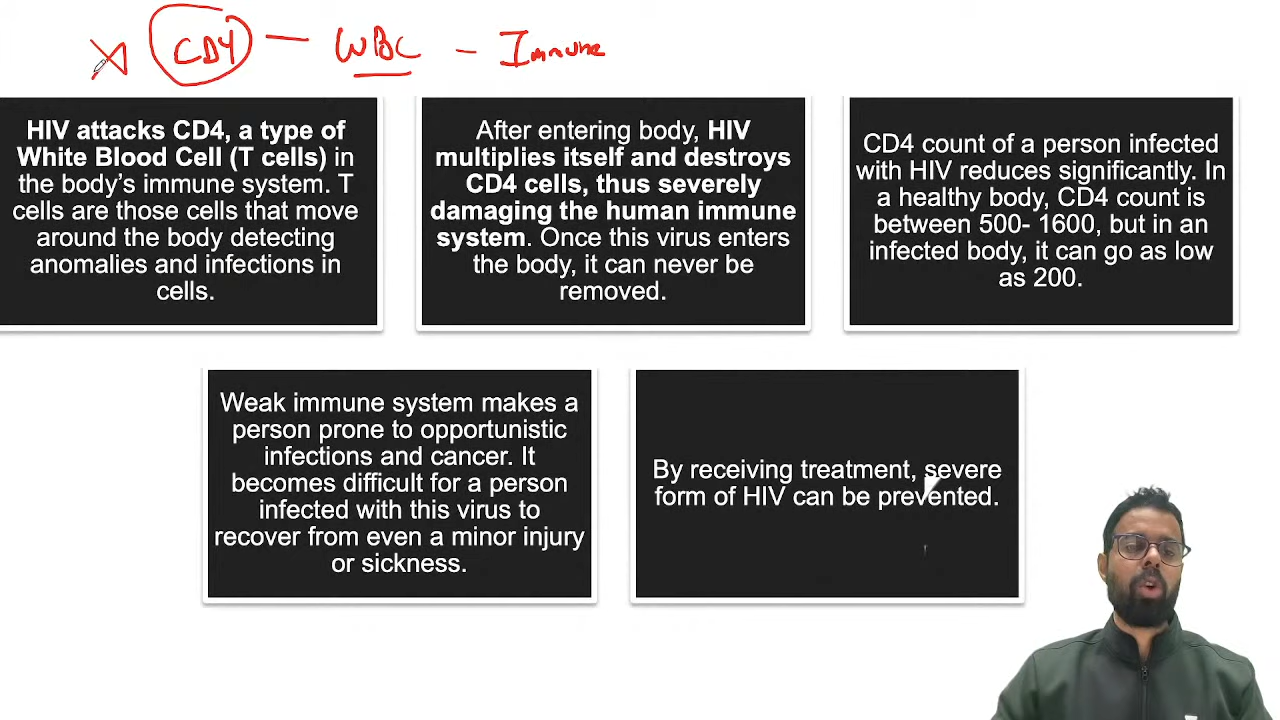 CD4 — WBC – Immune
HIV attacks CD4, a type of
White Blood Cell (T cells) in
the body's immune system. T
cells are those cells that move
around the body detecting
anomalies and infections in
cells.
After entering body, HIV
multiplies itself and destroys
CD4 cells, thus severely
damaging the human immune
system. Once this virus enters
the body, it can never be
removed.
CD4 count of a person infected
with HIV reduces significantly. In
a healthy body, CD4 count is
between 500- 1600, but in an
infected body, it can go as low
as 200.
Weak immune system makes a
person prone to opportunistic
infections and cancer. It
becomes difficult for a person
infected with this virus to
recover from even a minor injury
or sickness.
By receiving treatment, severe
form of HIV can be prevented.